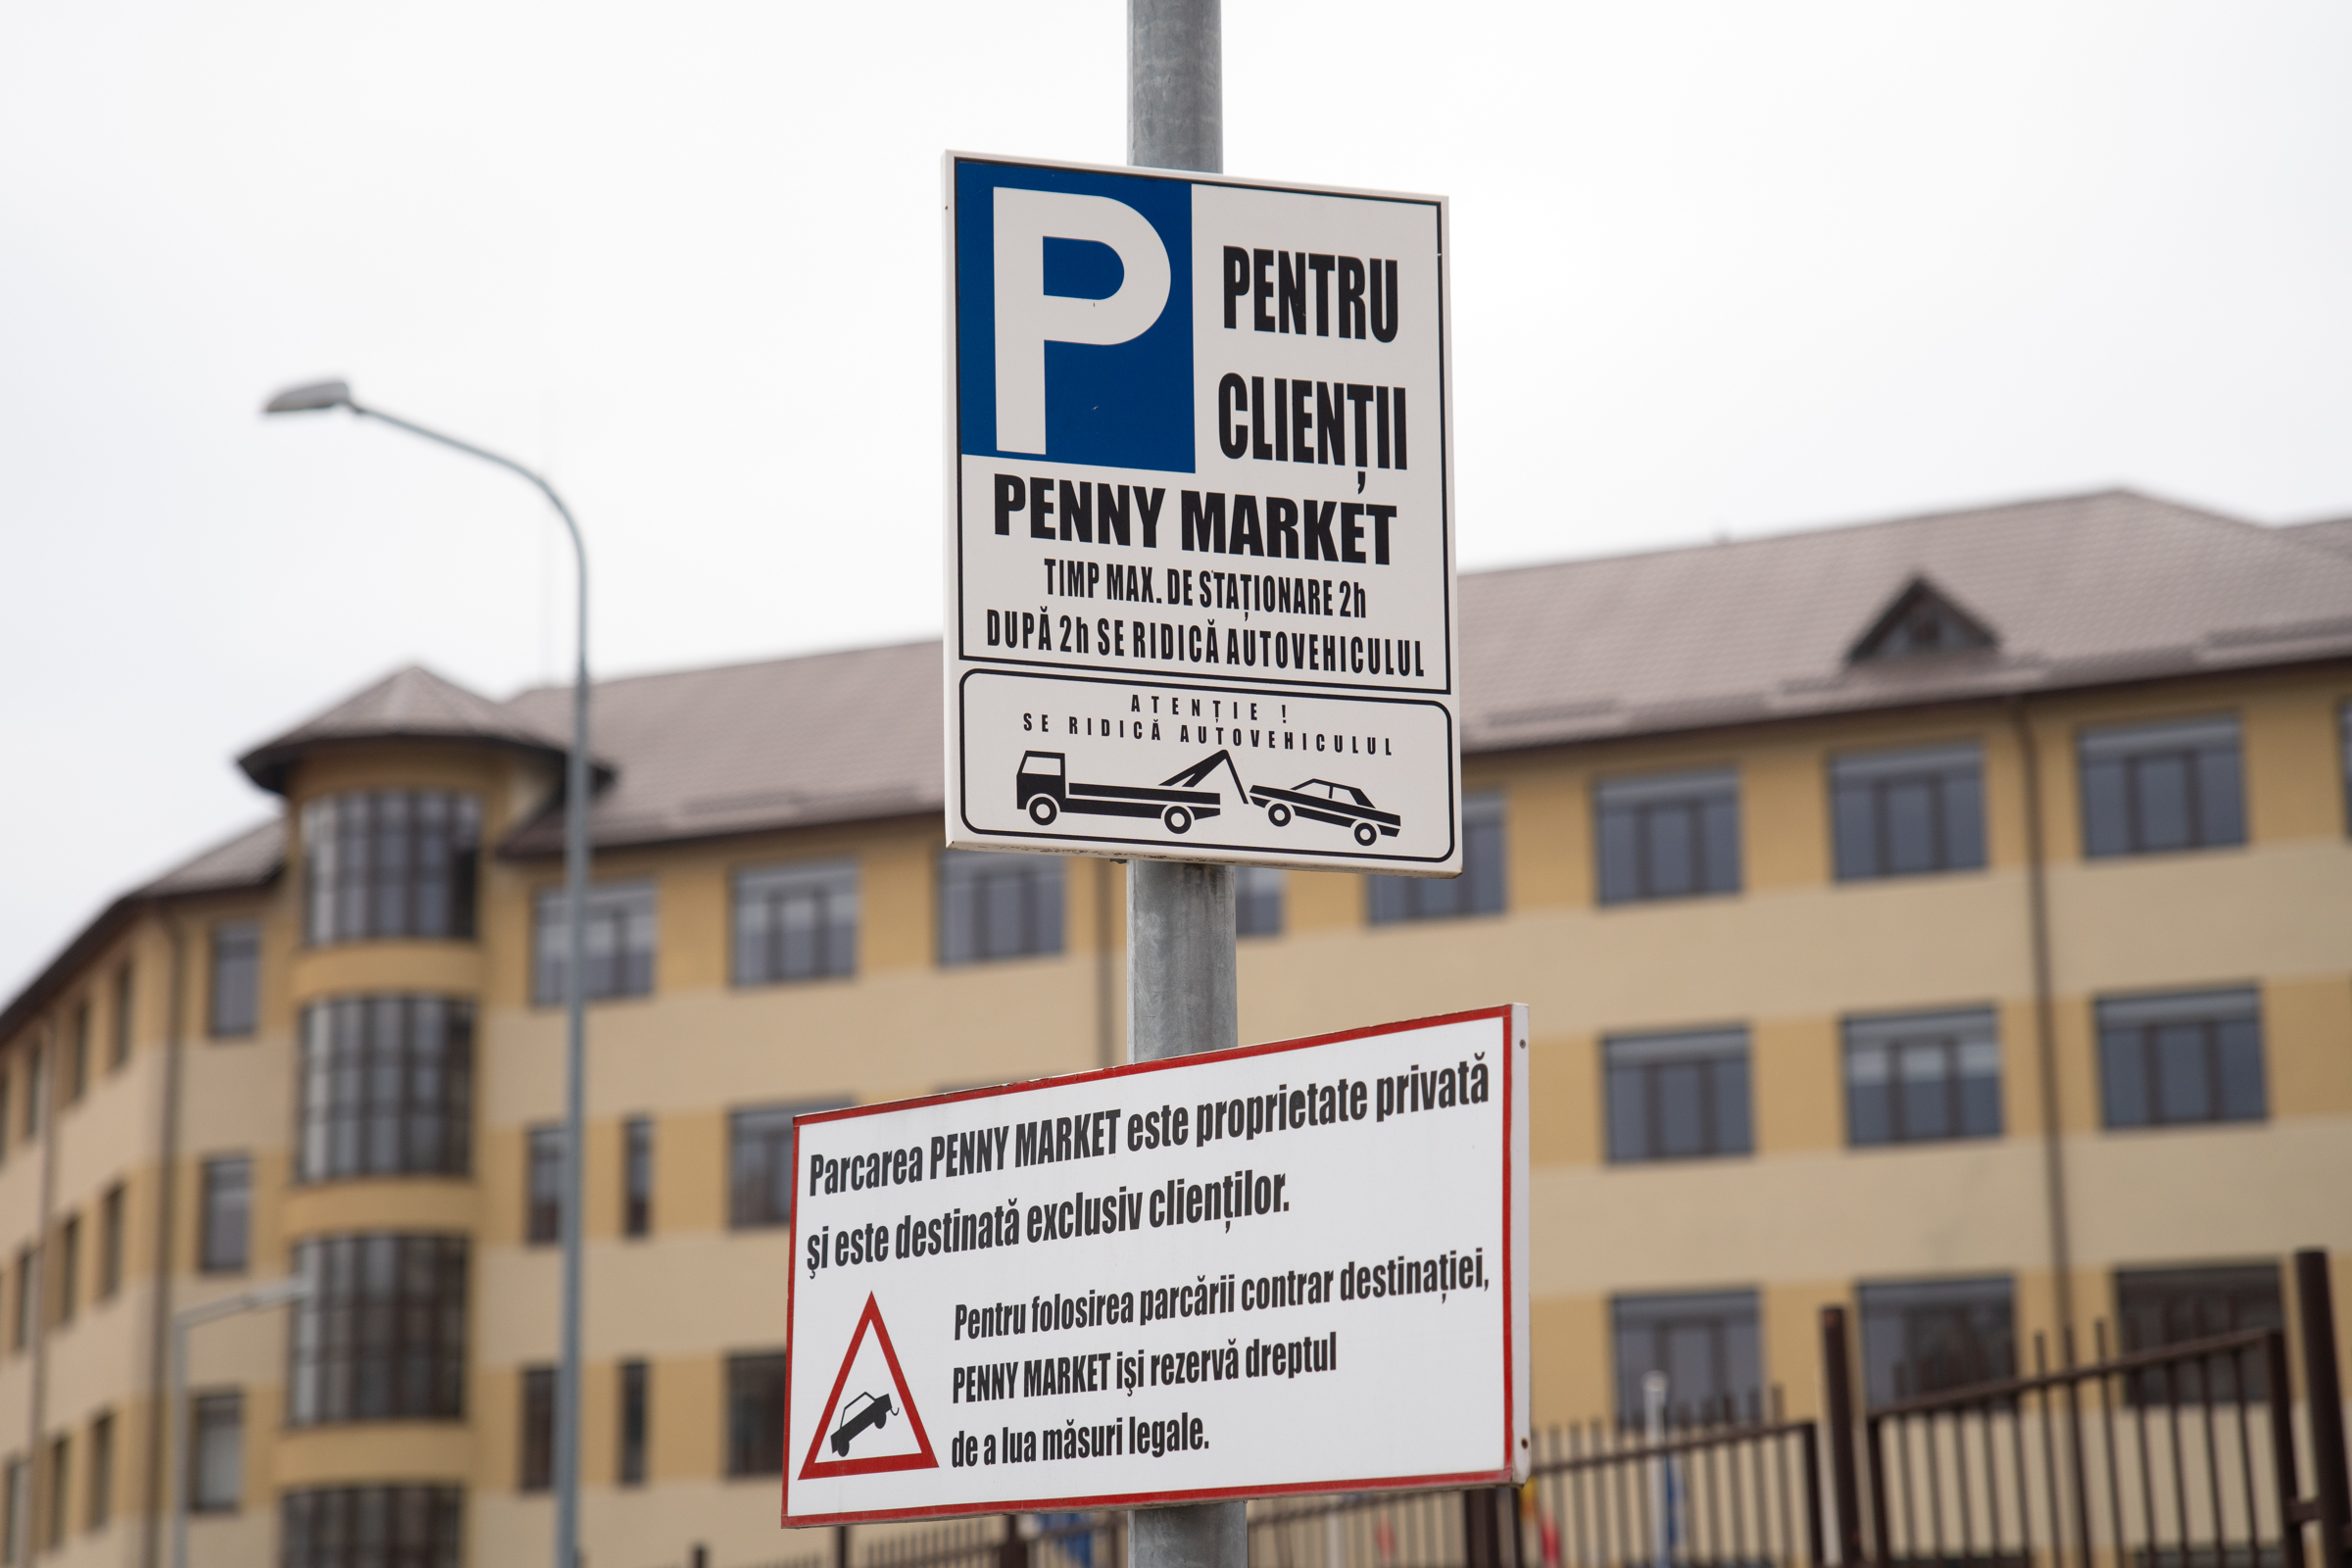 P
PENTRU
CLIENȚII
PENNY MARKET
TIMP MAX. DE STAȚIONARE 2h
DUPĂ 2h SE RIDICĂ AUTOVEHICULUL
ATENȚIE !
SE RIDICĂ AUTOVEHICULUL
Parcarea PENNY MARKET este proprietate privată
și este destinată exclusiv clienților.
Pentru folosirea parcării contrar destinației,
PENNY MARKET iși rezervă dreptul
de a lua măsuri legale.